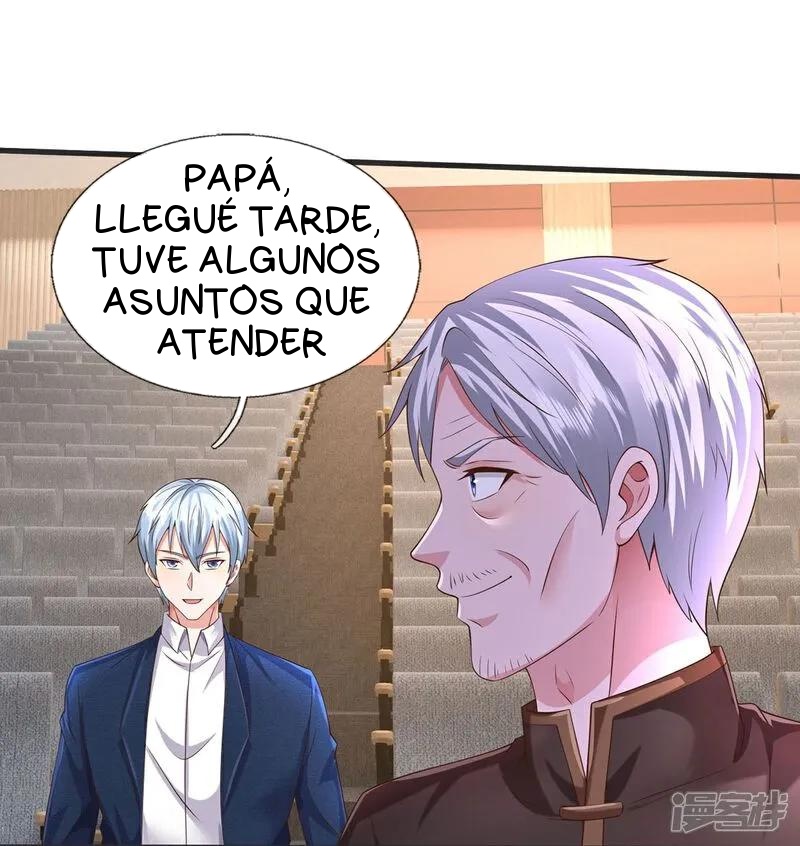 PAPÁ,
LLEGUÉ TARDE,
TUVE ALGUNOS
ASUNTOS QUE
ATENDER
漫客栈